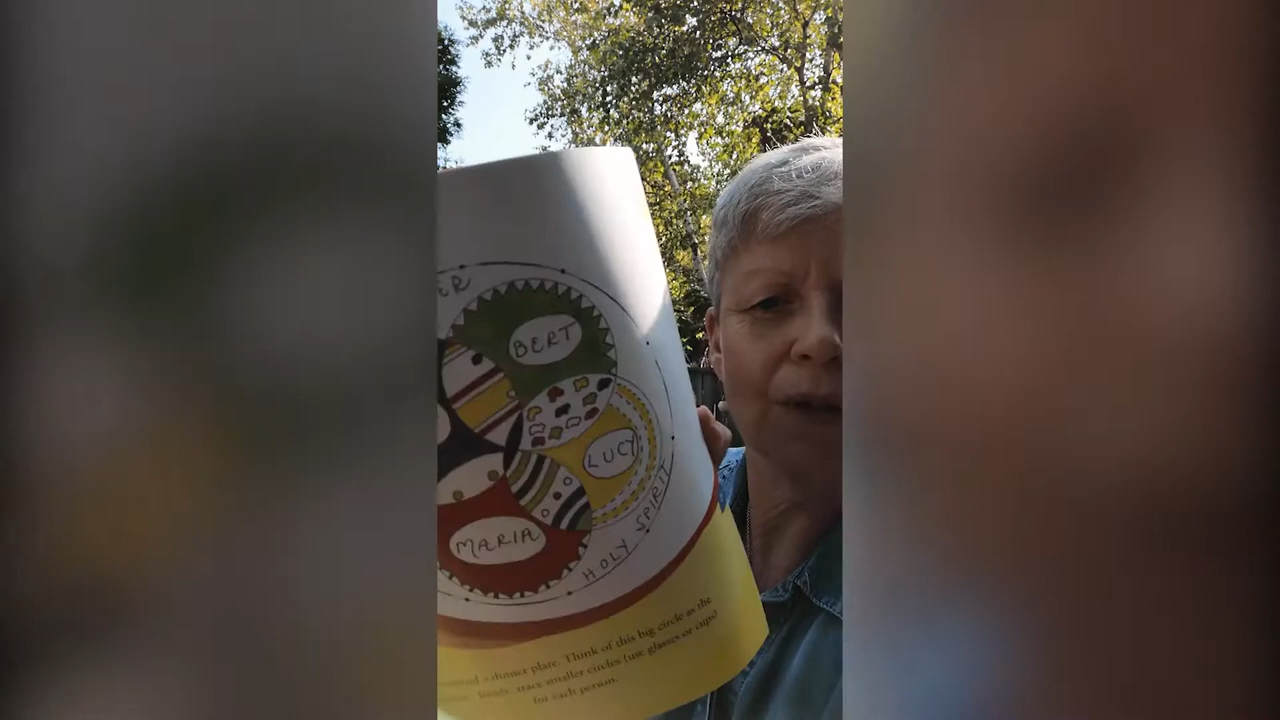 ER
BERT
LUCY
HOLY SPIRIT
MARIA
a dinner plate. Think of this big circle as the
trace smaller circles (use glasses or cups)
for each person.